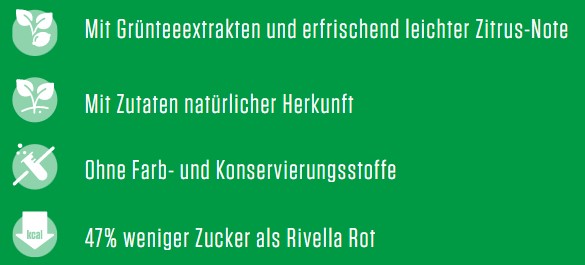 Mit Grünteeextrakten und erfrischend leichter Zitrus-Note
Mit Zutaten natürlicher Herkunft
Ohne Farb- und Konservierungsstoffe
kcal
47% weniger Zucker als Rivella Rot